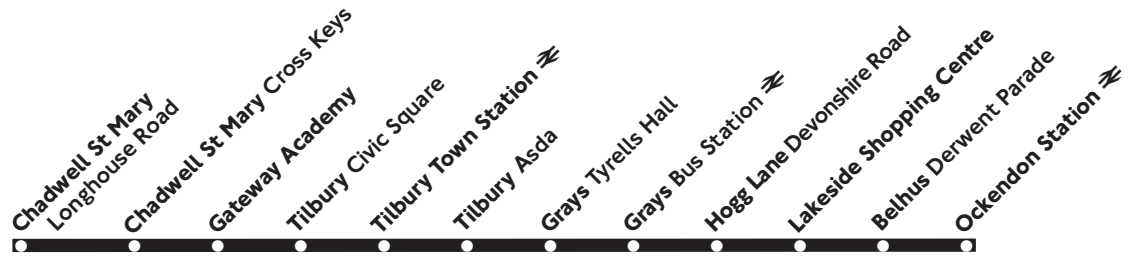 Chadwell St Mary
Longhouse Road
Chadwell St Mary Cross Keys
Gateway Academy
Tilbury Civic Square
Tilbury Town Station
Tilbury Asda
Grays Tyrells Hall
Grays Bus Station
Hogg Lane Devonshire Road
Lakeside Shopping Centre
Belhus Derwent Parade
Ockendon Station